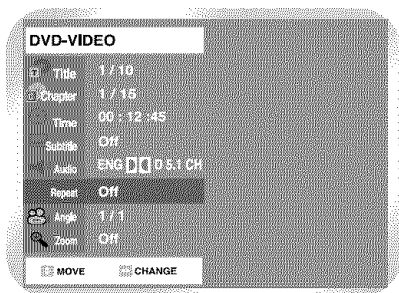 DVD-VIDEO
Title 1 / 10
Chapter 1 / 15
Time 00 : 12 :45
Subtitle Off
Audio ENG D 5.1 CH
Repeat Off
Angle 1 / 1
Zoom Off
MOVE CHANGE